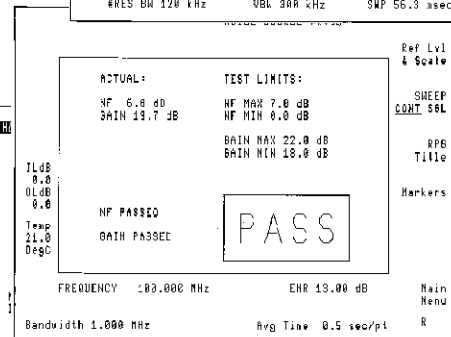 #RES BW 120 kHz VBW 300 kHz SWP 56.3 msec
Ref Lvl
& Scale
ACTUAL: TEST LIMITS:
NF 6.8 dB NF MAX 7.0 dB
GAIN 19.7 dB NF MIN 0.0 dB
GAIN MAX 22.0 dB
GAIN MIN 18.0 dB
SWEEP
CONT SGL
RPG
Title
Markers
ILdB
0.0
OLdB
0.0
Temp
21.0
DegC
NF PASSED
GAIN PASSED
PASS
FREQUENCY 100.000 MHz ENR 13.00 dB
Main
Menu
Bandwidth 1.000 MHz Avg Time 0.5 sec/pt R